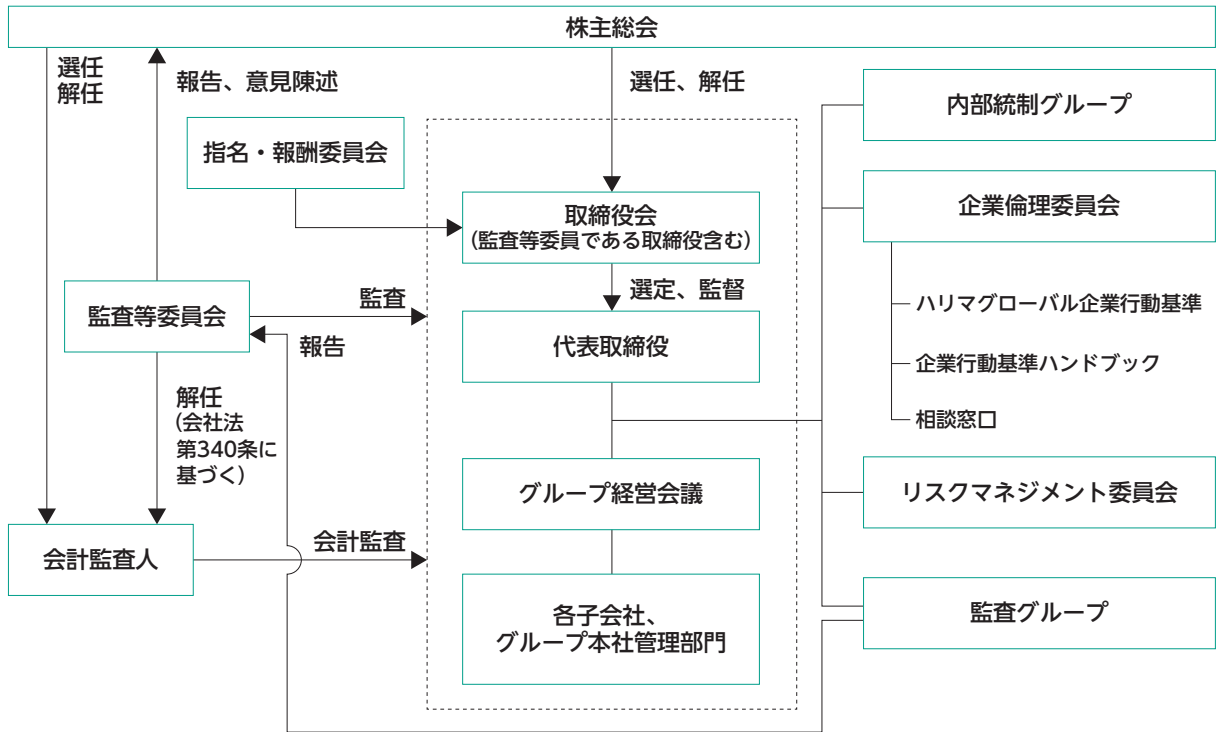 株主総会
選任
解任
報告、意見陳述
選任、解任
内部統制グループ
指名・報酬委員会
企業倫理委員会
取締役会
(監査等委員である取締役含む)
選定、監督
監査
監査等委員会
報告
代表取締役
ハリマグローバル企業行動基準
企業行動基準ハンドブック
相談窓口
解任
(会社法
第340条に
基づく)
グループ経営会議
リスクマネジメント委員会
会計監査人
会計監査
各子会社、
グループ本社管理部門
監査グループ